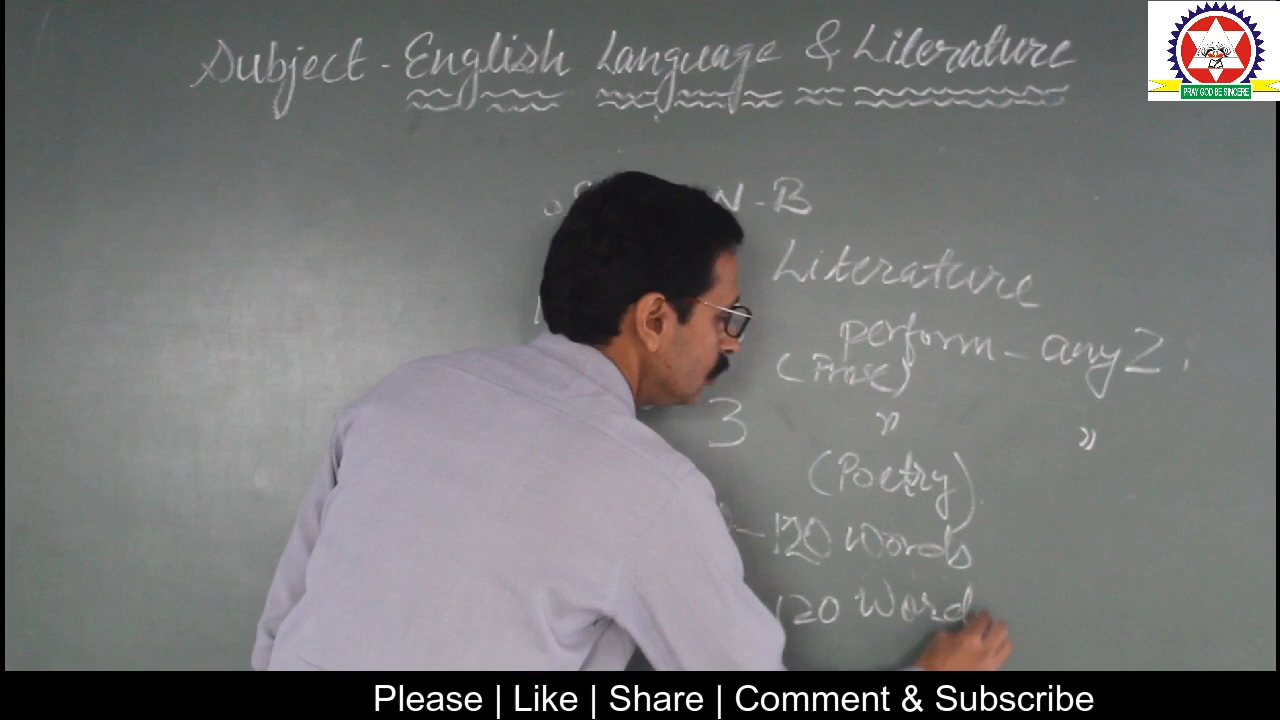 Subject - English Language & Literature
PRAY GOD BE SINCERE
N - B
Literature
perform - any 2.
(Prose)
3 " "
(Poetry)
- 120 Words
120 Word
Please | Like | Share | Comment & Subscribe